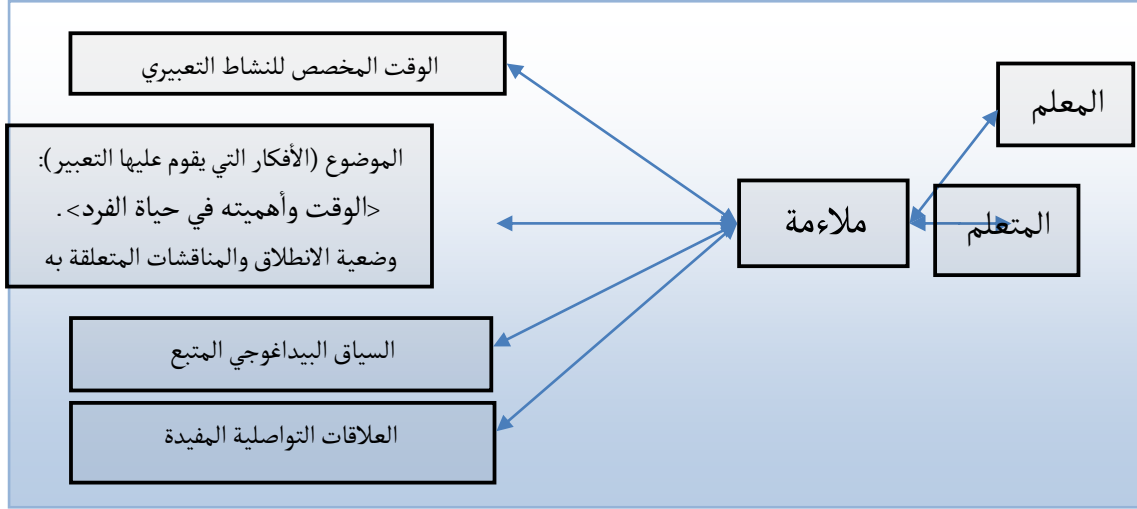 المعلم
المتعلم
ملاءمة
الوقت المخصص للنشاط التعبيري
الموضوع (الأفكار التي يقوم عليها التعبير):
<الوقت وأهميته في حياة الفرد>.
وضعية الانطلاق والمناقشات المتعلقة به
السياق البيداغوجي المتبع
العلاقات التواصلية المفيدة